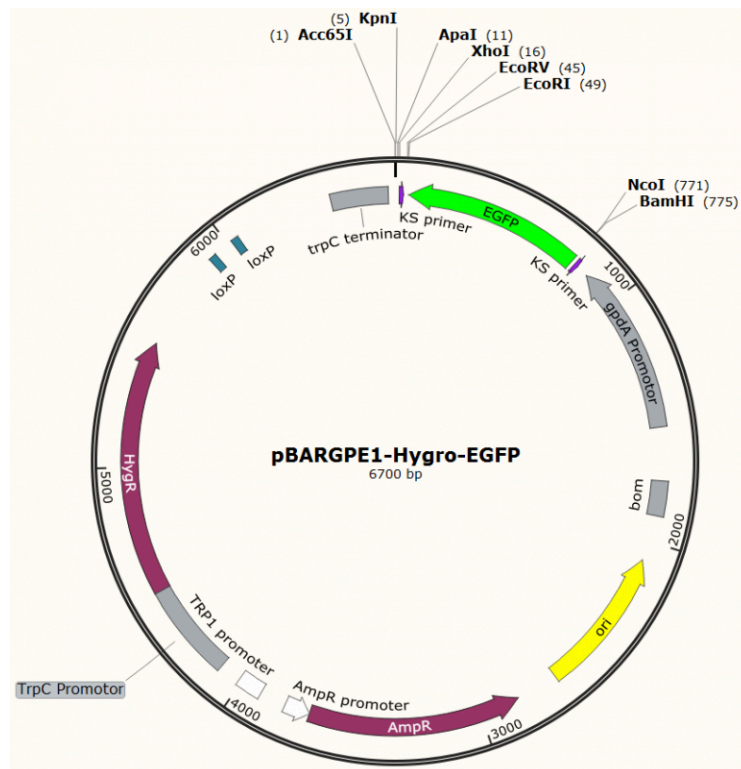 (5) KpnI
(1) Acc65I
ApaI (11)
XhoI (16)
EcoRV (45)
EcoRI (49)
NcoI (771)
BamHI (775)
EGFP
KS primer
trpC terminator
KS primer
1000
gpdA Promotor
6000
loxP
loxP
pBARGPE1-Hygro-EGFP
6700 bp
HygR
5000
bom
2000
ori
TRP1 promoter
TrpC Promotor
4000
AmpR promoter
AmpR
3000